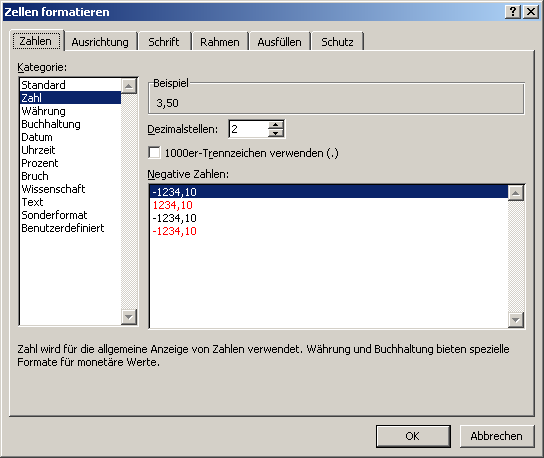 Zellen formatieren
Zahlen Ausrichtung Schrift Rahmen Ausfüllen Schutz
Kategorie:
Standard
Zahl
Währung
Buchhaltung
Datum
Uhrzeit
Prozent
Bruch
Wissenschaft
Text
Sonderformat
Benutzerdefiniert
Beispiel
3,50
Dezimalstellen: 2
1000er-Trennzeichen verwenden (.)
Negative Zahlen:
-1234,10
1234,10
-1234,10
-1234,10
Zahl wird für die allgemeine Anzeige von Zahlen verwendet. Währung und Buchhaltung bieten spezielle
Formate für monetäre Werte.
OK Abbrechen